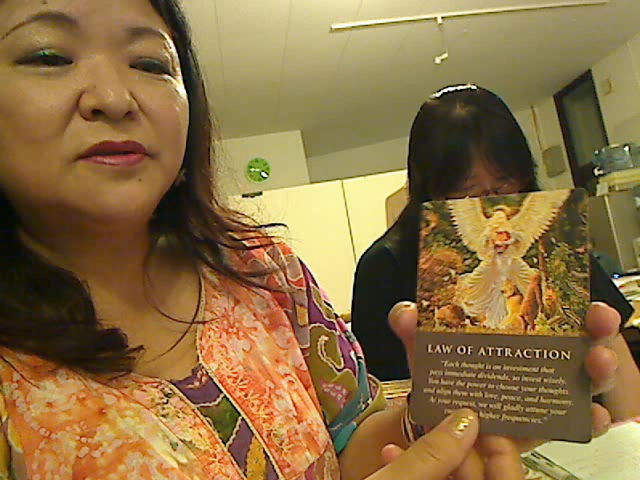 LAW OF ATTRACTION
"Each thought is an investment that
pays immediate dividends, so invest wisely.
You have the power to choose your thoughts
and align them with love, peace, and harmony.
At your request, we will gladly attune your
higher frequencies."